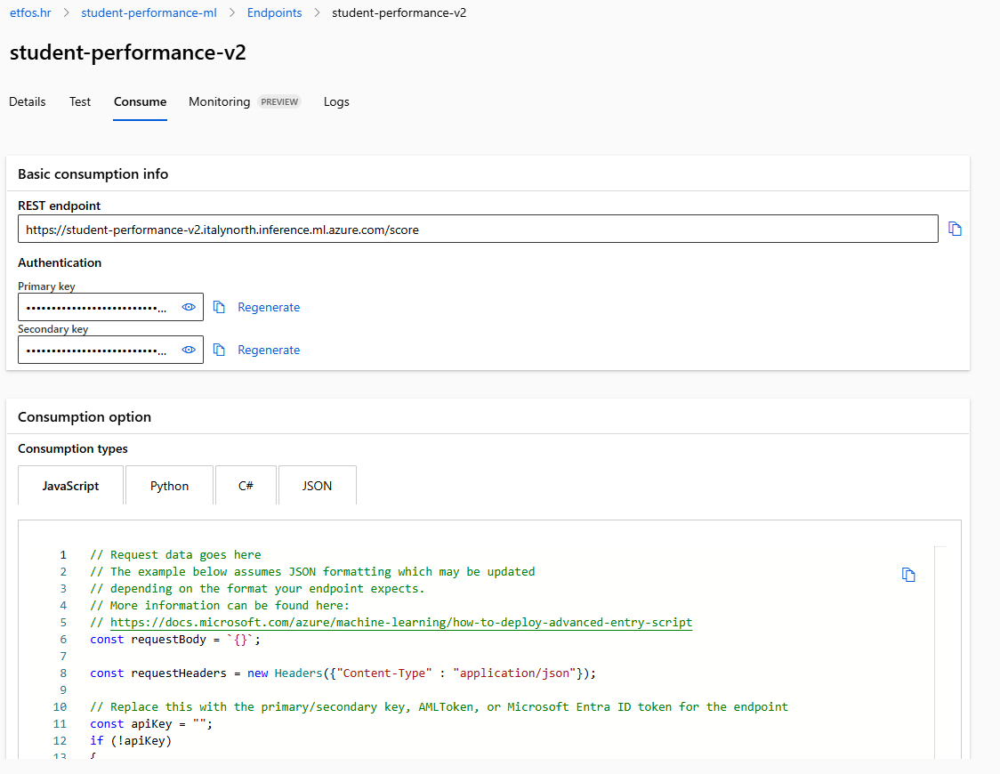 etfos.hr > student-performance-ml > Endpoints > student-performance-v2
student-performance-v2
Details Test Consume Monitoring PREVIEW Logs
Basic consumption info
REST endpoint
https://student-performance-v2.italynorth.inference.ml.azure.com/score
Authentication
Primary key
••••••••••••••••••••••••••... Regenerate
Secondary key
••••••••••••••••••••••••••... Regenerate
Consumption option
Consumption types
JavaScript Python C# JSON
1 // Request data goes here
2 // The example below assumes JSON formatting which may be updated
3 // depending on the format your endpoint expects.
4 // More information can be found here:
5 // https://docs.microsoft.com/azure/machine-learning/how-to-deploy-advanced-entry-script
6 const requestBody = `{}`;
7
8 const requestHeaders = new Headers({"Content-Type" : "application/json"});
9
10 // Replace this with the primary/secondary key, AMLToken, or Microsoft Entra ID token for the endpoint
11 const apiKey = "";
12 if (!apiKey)
13 {